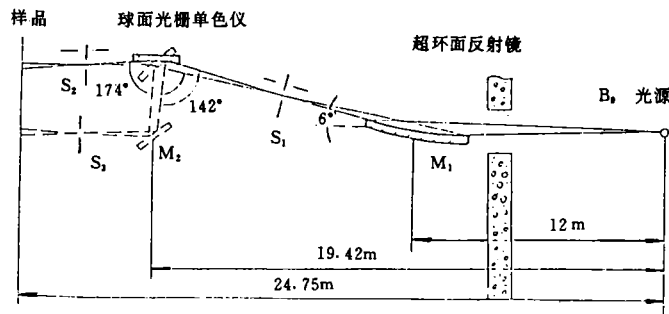 样品
球面光栅单色仪
超环面反射镜
B₀ 光源
S₂
174°
142°
S₁
6°
S₃
M₂
M₁
12m
19.42m
24.75m